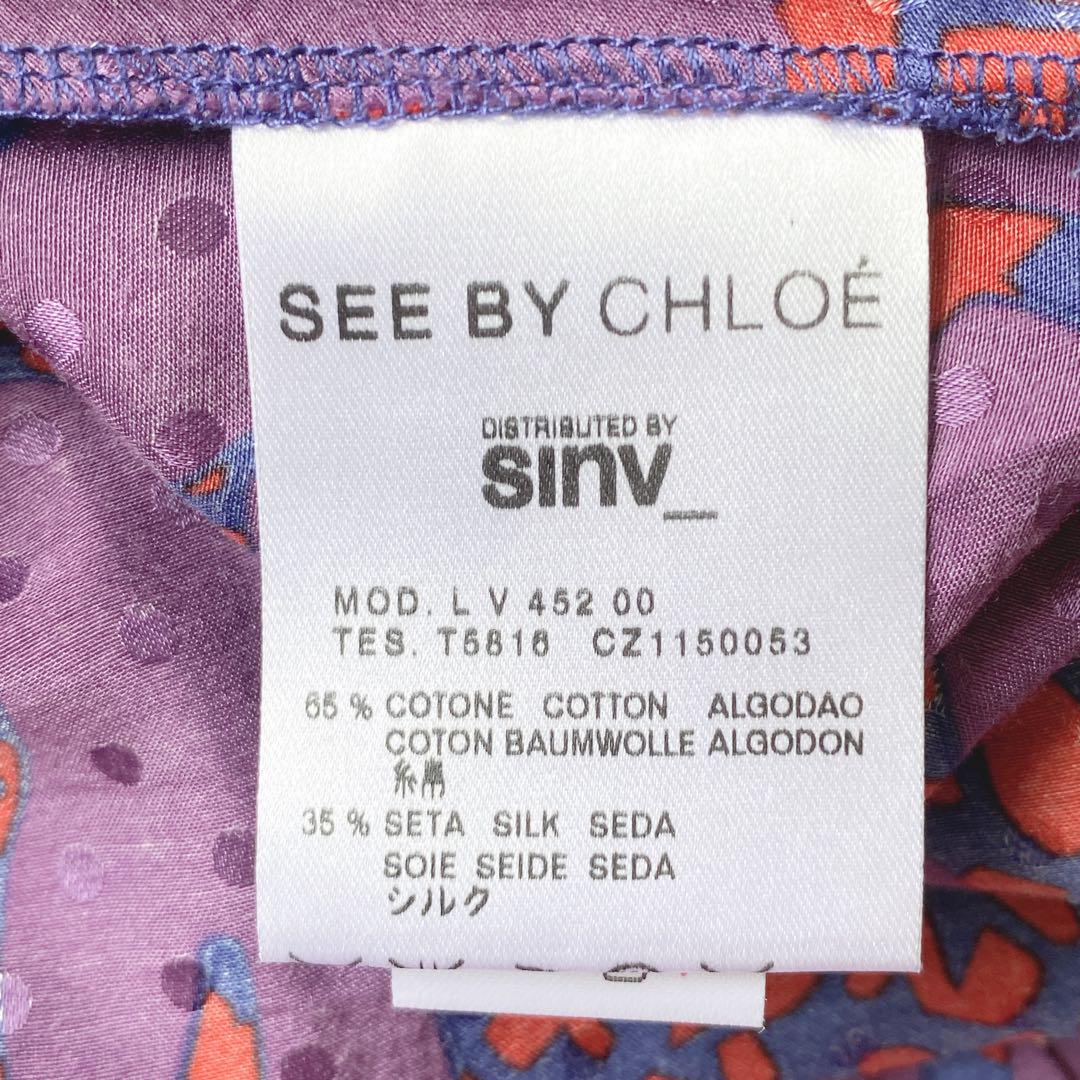 SEE BY CHLOÉ
DISTRIBUTED BY
sinv_
MOD. L V 452 00
TES. T5816 CZ1150053
65 % COTONE COTTON ALGODAO
COTON BAUMWOLLE ALGODON
綿
35 % SETA SILK SEDA
SOIE SEIDE SEDA
シルク